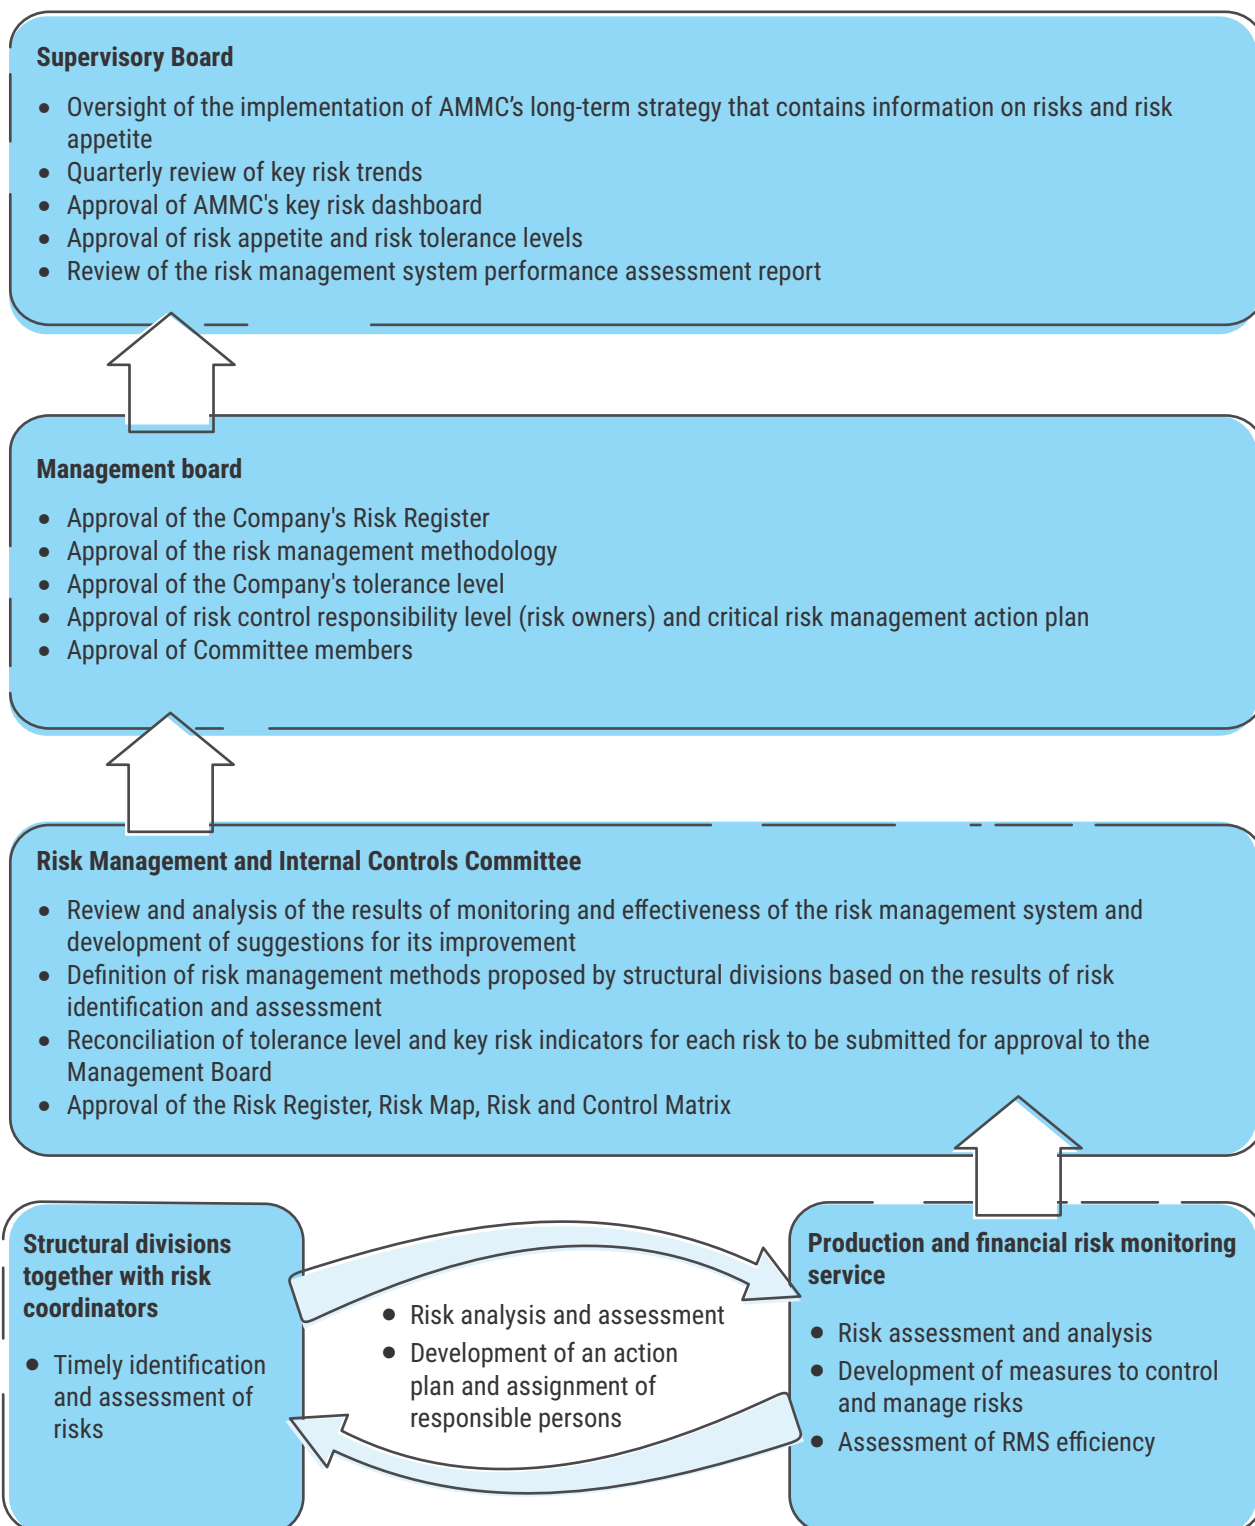 Supervisory Board
● Oversight of the implementation of AMMC’s long-term strategy that contains information on risks and risk
appetite
● Quarterly review of key risk trends
● Approval of AMMC's key risk dashboard
● Approval of risk appetite and risk tolerance levels
● Review of the risk management system performance assessment report
Management board
● Approval of the Company's Risk Register
● Approval of the risk management methodology
● Approval of the Company's tolerance level
● Approval of risk control responsibility level (risk owners) and critical risk management action plan
● Approval of Committee members
Risk Management and Internal Controls Committee
● Review and analysis of the results of monitoring and effectiveness of the risk management system and
development of suggestions for its improvement
● Definition of risk management methods proposed by structural divisions based on the results of risk
identification and assessment
● Reconciliation of tolerance level and key risk indicators for each risk to be submitted for approval to the
Management Board
● Approval of the Risk Register, Risk Map, Risk and Control Matrix
Structural divisions
together with risk
coordinators
● Timely identification
and assessment of
risks
● Risk analysis and assessment
● Development of an action
plan and assignment of
responsible persons
Production and financial risk monitoring
service
● Risk assessment and analysis
● Development of measures to control
and manage risks
● Assessment of RMS efficiency